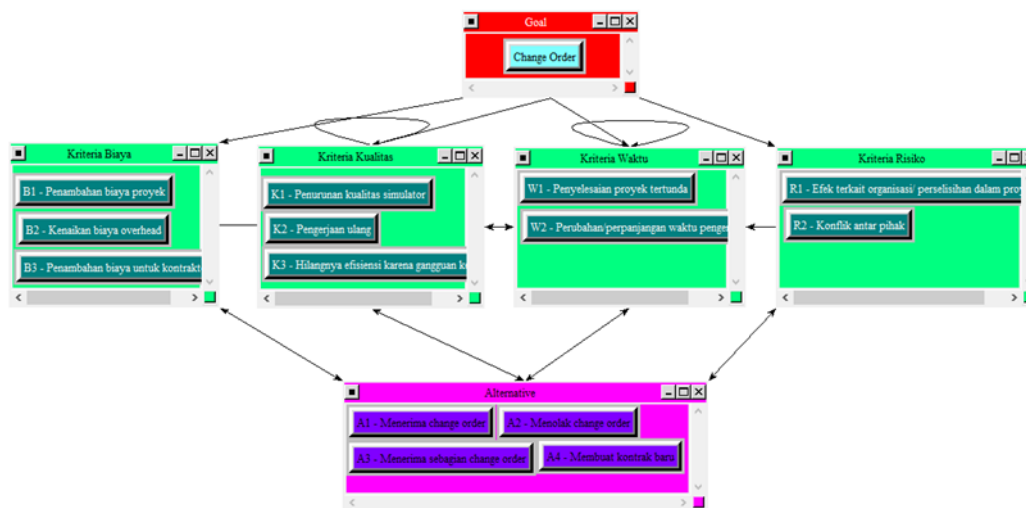 Goal
Change Order
Kriteria Biaya
B1 - Penambahan biaya proyek
B2 - Kenaikan biaya overhead
B3 - Penambahan biaya untuk kontrakt
Kriteria Kualitas
K1 - Penurunan kualitas simulator
K2 - Pengerjaan ulang
K3 - Hilangnya efisiensi karena gangguan ke
Kriteria Waktu
W1 - Penyelesaian proyek tertunda
W2 - Perubahan/perpanjangan waktu penger
Kriteria Risiko
R1 - Efek terkait organisasi/ perselisihan dalam proy
R2 - Konflik antar pihak
Alternative
A1 - Menerima change order
A2 - Menolak change order
A3 - Menerima sebagian change order
A4 - Membuat kontrak baru